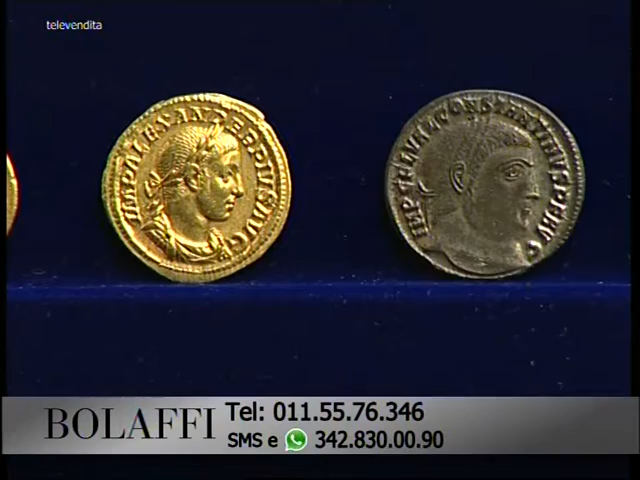 televendita
IMP ALEXANDER PIVS AVG
BOLAFFI
Tel: 011.55.76.346
SMS e 342.830.00.90